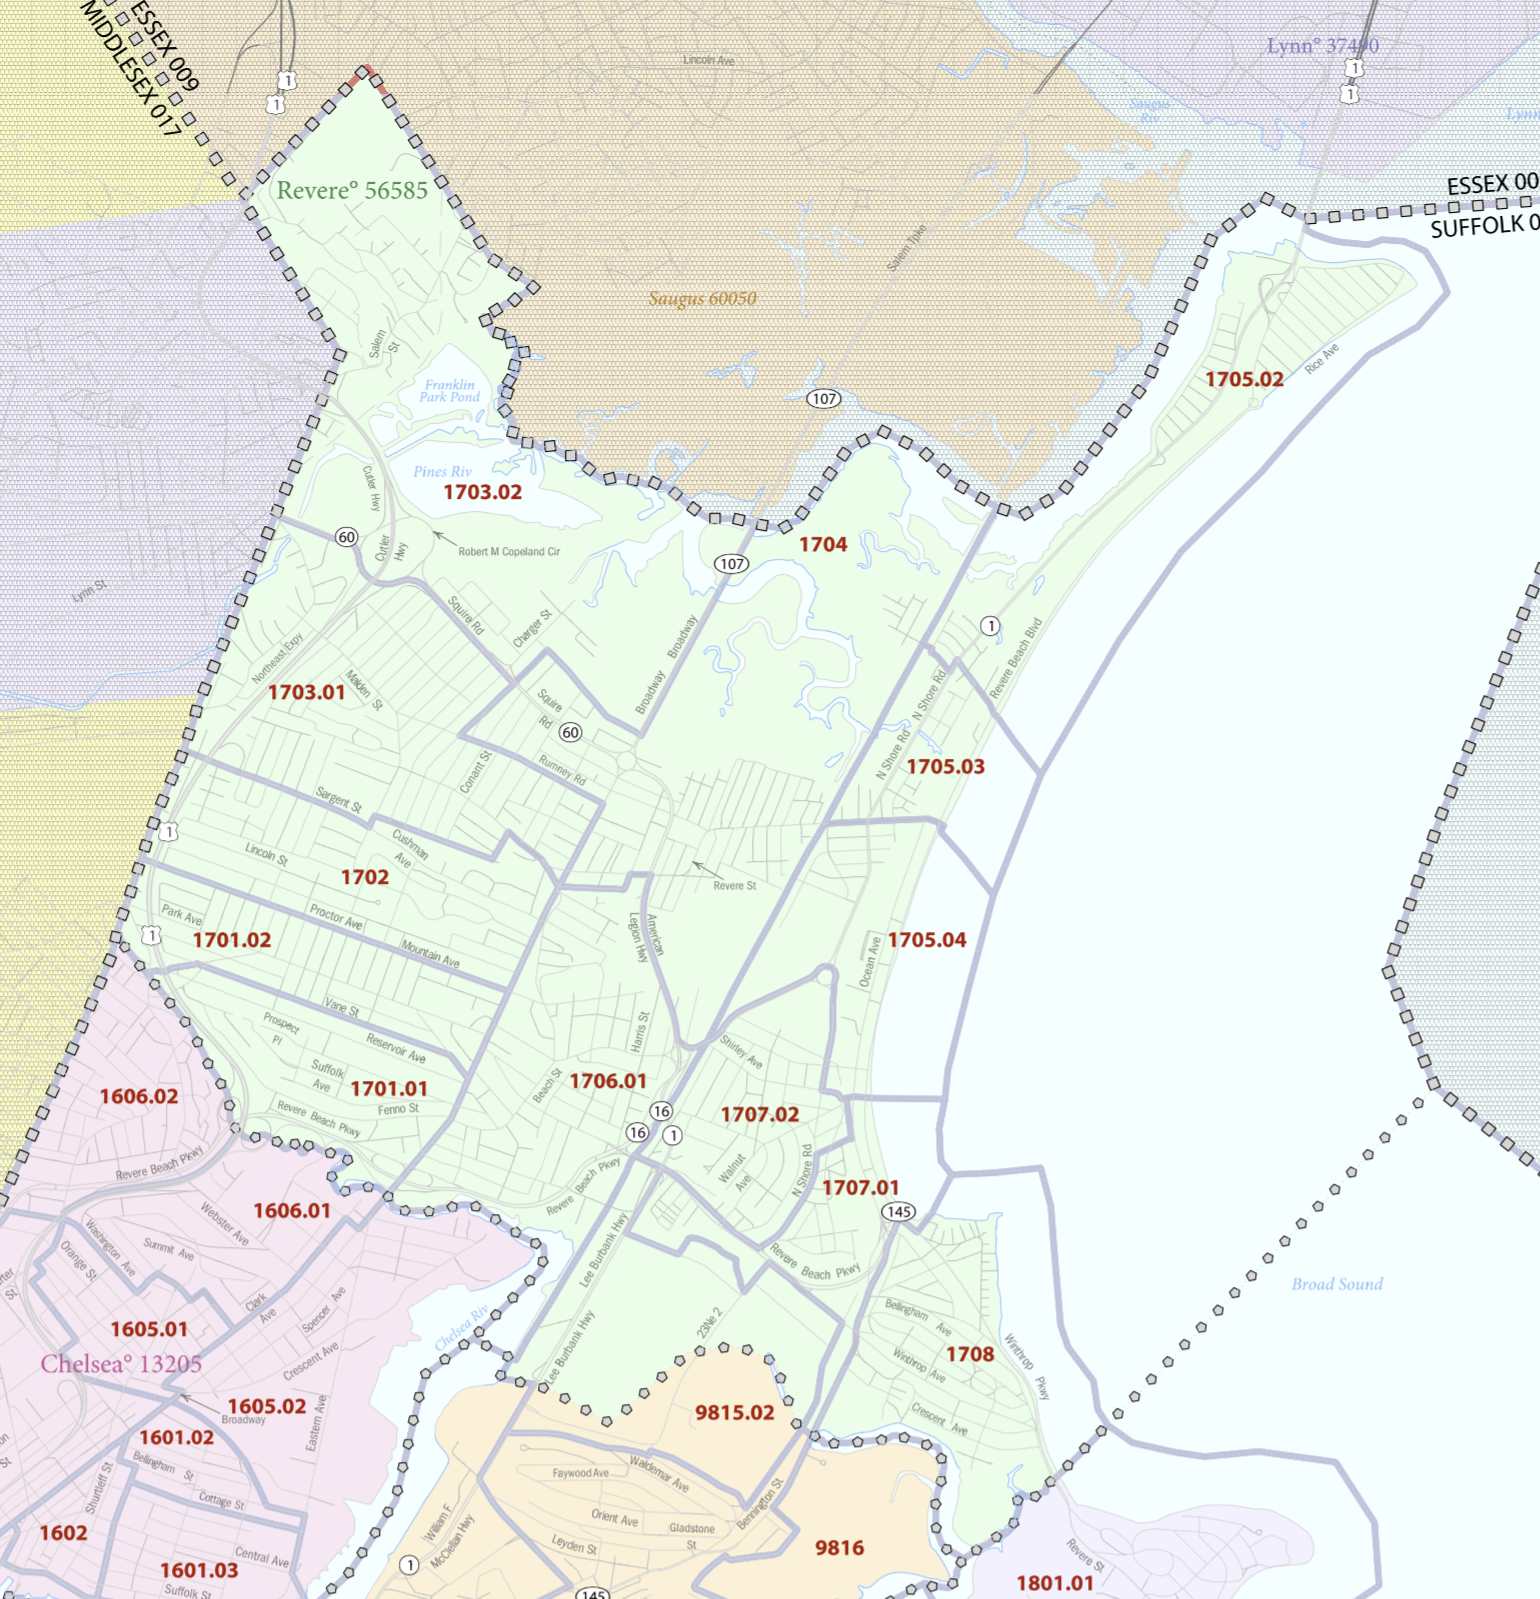 ESSEX 009
MIDDLESEX 017
1
1
Lincoln Ave
Lynn° 37490
1
1
Saugus
Riv
Lynn
Revere° 56585
ESSEX 00
SUFFOLK 0
Salem Tpke
Saugus 60050
Salem
St
Franklin
Park Pond
107
1705.02
Rice Ave
Pines Riv
1703.02
Cutler Hwy
60
Cutler
Hwy
Robert M Copeland Cir
1704
107
Lynn St
Squire Rd
Charger St
Broadway
1
Northeast Expy
Malden
St
1703.01
Broadway
Squire
Rd
60
N Shore Rd
Revere Beach Blvd
N Shore Rd
1705.03
Conant St
Rumney Rd
Sargent St
1
Cushman
Ave
Lincoln St
1702
Revere St
Park Ave
Proctor Ave
1
1701.02
Mountain Ave
American
Legion Hwy
Ocean Ave
1705.04
Vane St
Prospect
Pl
Reservoir Ave
Harris St
Shirley Ave
Suffolk
Ave
1701.01
Fenno St
Revere Beach Pkwy
Beach St
1706.01
16
16
1
1707.02
1606.02
Revere Beach Pkwy
Revere Beach Pkwy
Walnut
Ave
N Shore Rd
1707.01
145
1606.01
Webster Ave
Washington Ave
Summit Ave
Orange St
Lee Burbank Hwy
Revere Beach Pkwy
Broad Sound
Clark
Ave
Spencer Ave
Chelsea Riv
23Ne 2
Bellingham Ave
1605.01
Chelsea° 13205
Crescent Ave
Lee Burbank Hwy
Winthrop Ave
1708
Winthrop Pkwy
1605.02
Broadway
Eastern Ave
9815.02
Crescent Ave
1601.02
Bellingham St
Shurtleff St
Cottage St
Faywood Ave
Waldemar Ave
Bennington St
William F
McClellan Hwy
Orient Ave
Gladstone
St
1602
Central Ave
Leyden St
9816
1
1601.03
Suffolk St
145
Revere St
1801.01